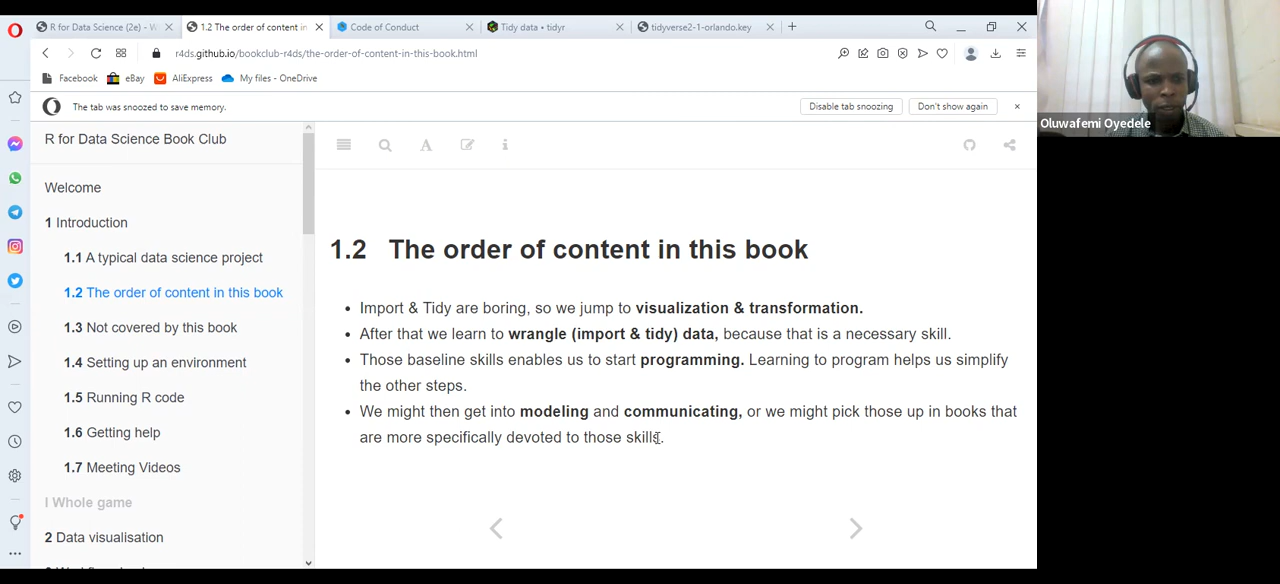 R for Data Science (2e) - W
1.2 The order of content in
Code of Conduct
Tidy data • tidyr
tidyverse2-1-orlando.key
r4ds.github.io/bookclub-r4ds/the-order-of-content-in-this-book.html
Facebook
eBay
AliExpress
My files - OneDrive
The tab was snoozed to save memory.
Disable tab snoozing
Don't show again
Oluwafemi Oyedele
R for Data Science Book Club
Welcome
1 Introduction
1.1 A typical data science project
1.2 The order of content in this book
1.3 Not covered by this book
1.4 Setting up an environment
1.5 Running R code
1.6 Getting help
1.7 Meeting Videos
I Whole game
2 Data visualisation
1.2 The order of content in this book
• Import & Tidy are boring, so we jump to visualization & transformation.
• After that we learn to wrangle (import & tidy) data, because that is a necessary skill.
• Those baseline skills enables us to start programming. Learning to program helps us simplify
the other steps.
• We might then get into modeling and communicating, or we might pick those up in books that
are more specifically devoted to those skills.